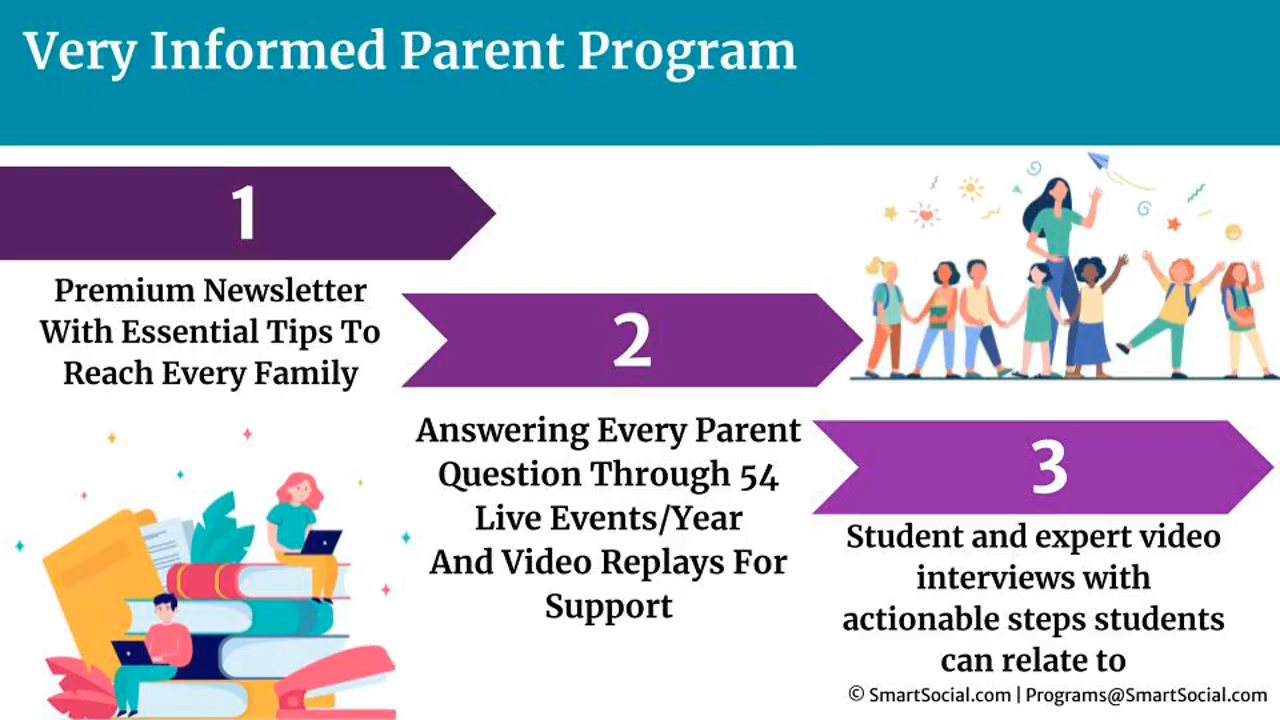 Very Informed Parent Program
1
Premium Newsletter
With Essential Tips To
Reach Every Family
2
Answering Every Parent
Question Through 54
Live Events/Year
And Video Replays For
Support
3
Student and expert video
interviews with
actionable steps students
can relate to
© SmartSocial.com | Programs@SmartSocial.com